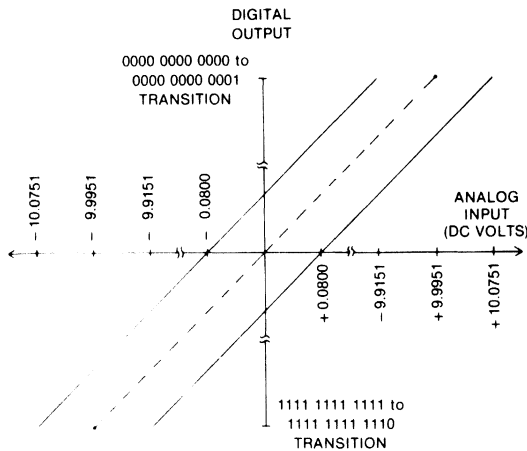 DIGITAL
OUTPUT
0000 0000 0000 to
0000 0000 0001
TRANSITION
− 10.0751
− 9.9951
− 9.9151
− 0.0800
ANALOG
INPUT
(DC VOLTS)
+ 0.0800
− 9.9151
+ 9.9951
+ 10.0751
1111 1111 1111 to
1111 1111 1110
TRANSITION